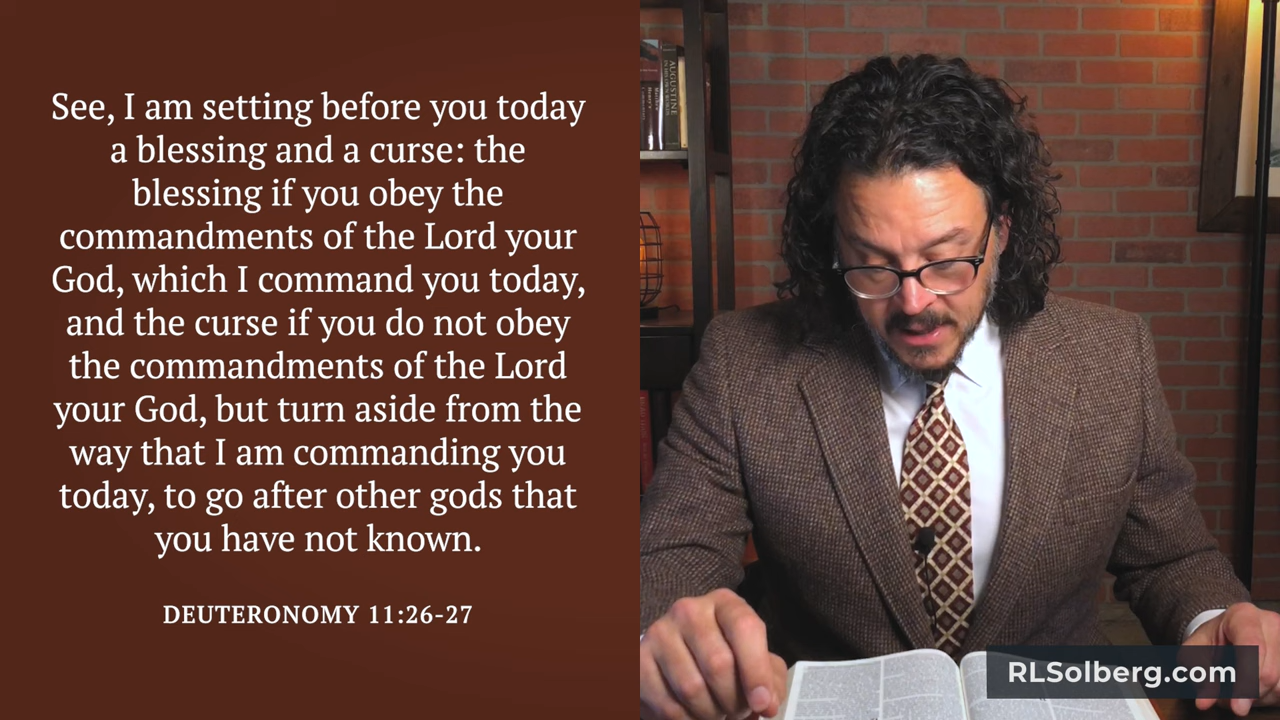 See, I am setting before you today
a blessing and a curse: the
blessing if you obey the
commandments of the Lord your
God, which I command you today,
and the curse if you do not obey
the commandments of the Lord
your God, but turn aside from the
way that I am commanding you
today, to go after other gods that
you have not known.
DEUTERONOMY 11:26-27
AUGUSTINE
RLSolberg.com